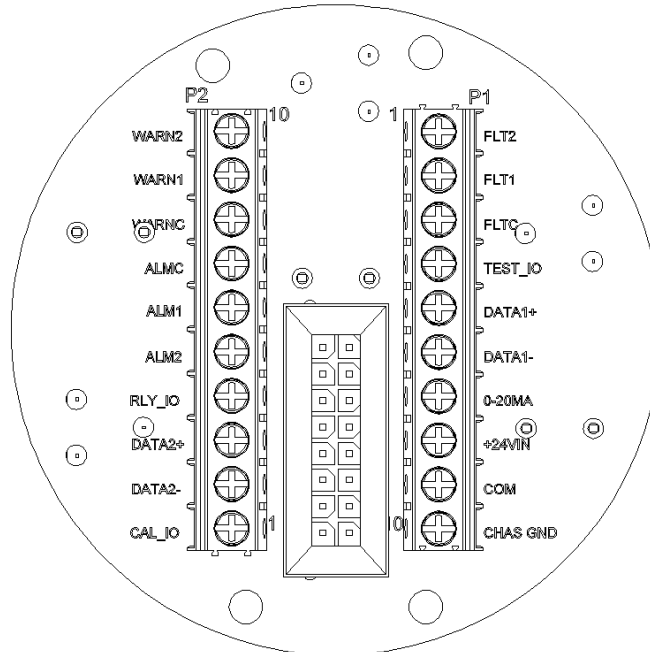 P2 P1
10 1
WARN2 FLT2
WARN1 FLT1
WARNC FLTC
ALMC TEST_IO
ALM1 DATA1+
ALM2 DATA1-
RLY_IO 0-20MA
DATA2+ +24VIN
DATA2- COM
1 10
CAL_IO CHAS GND